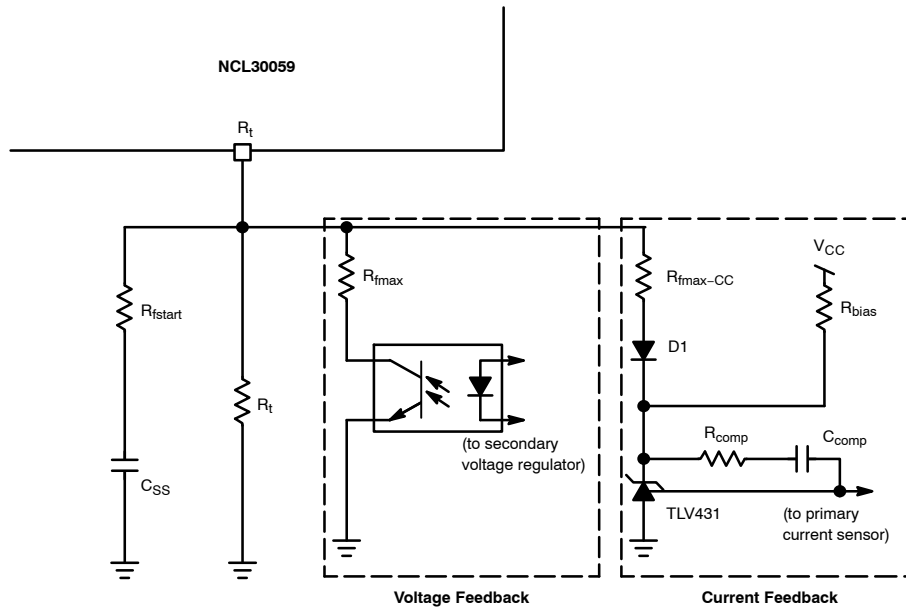 NCL30059
Rt
Rfstart
CSS
Rt
Rfmax
(to secondary
voltage regulator)
Voltage Feedback
Rfmax−CC
D1
VCC
Rbias
Rcomp
Ccomp
TLV431
(to primary
current sensor)
Current Feedback